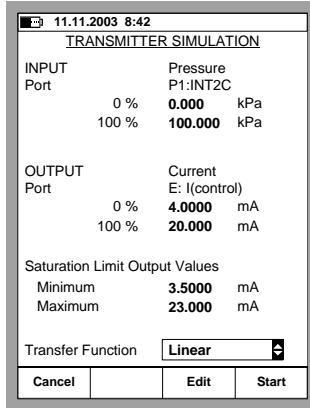 11.11.2003 8:42
TRANSMITTER SIMULATION
INPUT Pressure
Port P1:INT2C
0 % 0.000 kPa
100 % 100.000 kPa
OUTPUT Current
Port E: I(control)
0 % 4.0000 mA
100 % 20.000 mA
Saturation Limit Output Values
Minimum 3.5000 mA
Maximum 23.000 mA
Transfer Function Linear
Cancel Edit Start